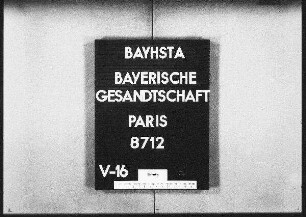 BAYHSTA
BAYERISCHE
GESANDTSCHAFT
PARIS
8712
V-16